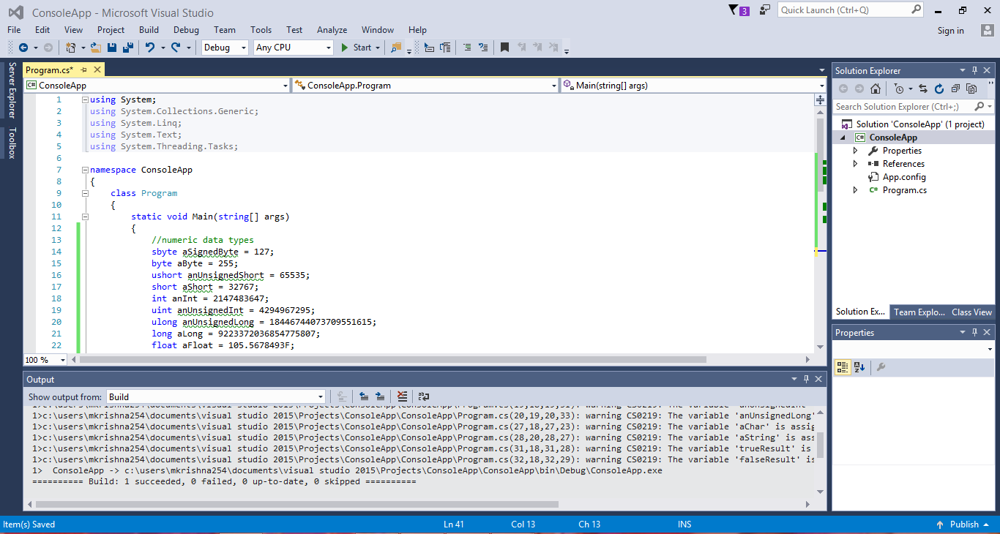 ConsoleApp - Microsoft Visual Studio
3
Quick Launch (Ctrl+Q)
File Edit View Project Build Debug Team Tools Test Analyze Window Help
Sign in
Debug Any CPU Start
Server Explorer
Toolbox
Program.cs*
C# ConsoleApp ConsoleApp.Program Main(string[] args)
1 using System;
2 using System.Collections.Generic;
3 using System.Linq;
4 using System.Text;
5 using System.Threading.Tasks;
6
7 namespace ConsoleApp
8 {
9 class Program
10 {
11 static void Main(string[] args)
12 {
13 //numeric data types
14 sbyte aSignedByte = 127;
15 byte aByte = 255;
16 ushort anUnsignedShort = 65535;
17 short aShort = 32767;
18 int anInt = 2147483647;
19 uint anUnsignedInt = 4294967295;
20 ulong anUnsignedLong = 18446744073709551615;
21 long aLong = 9223372036854775807;
22 float aFloat = 105.5678493F;
100 %
Output
Show output from: Build
1>c:\users\mkrishna254\documents\visual studio 2015\Projects\ConsoleApp\ConsoleApp\Program.cs(19,18,19,31): warning CS0219: The variable 'anUnsignedInt'
1>c:\users\mkrishna254\documents\visual studio 2015\Projects\ConsoleApp\ConsoleApp\Program.cs(20,19,20,33): warning CS0219: The variable 'anUnsignedLong'
1>c:\users\mkrishna254\documents\visual studio 2015\Projects\ConsoleApp\ConsoleApp\Program.cs(27,18,27,23): warning CS0219: The variable 'aChar' is assig
1>c:\users\mkrishna254\documents\visual studio 2015\Projects\ConsoleApp\ConsoleApp\Program.cs(28,20,28,27): warning CS0219: The variable 'aString' is ass
1>c:\users\mkrishna254\documents\visual studio 2015\Projects\ConsoleApp\ConsoleApp\Program.cs(31,18,31,28): warning CS0219: The variable 'trueResult' is
1>c:\users\mkrishna254\documents\visual studio 2015\Projects\ConsoleApp\ConsoleApp\Program.cs(32,18,32,29): warning CS0219: The variable 'falseResult' is
1> ConsoleApp -> c:\users\mkrishna254\documents\visual studio 2015\Projects\ConsoleApp\ConsoleApp\bin\Debug\ConsoleApp.exe
========== Build: 1 succeeded, 0 failed, 0 up-to-date, 0 skipped ==========
Solution Explorer
Search Solution Explorer (Ctrl+;)
Solution 'ConsoleApp' (1 project)
C# ConsoleApp
Properties
References
App.config
C# Program.cs
Solution Ex... Team Explo... Class View
Properties
Item(s) Saved Ln 41 Col 13 Ch 13 INS Publish